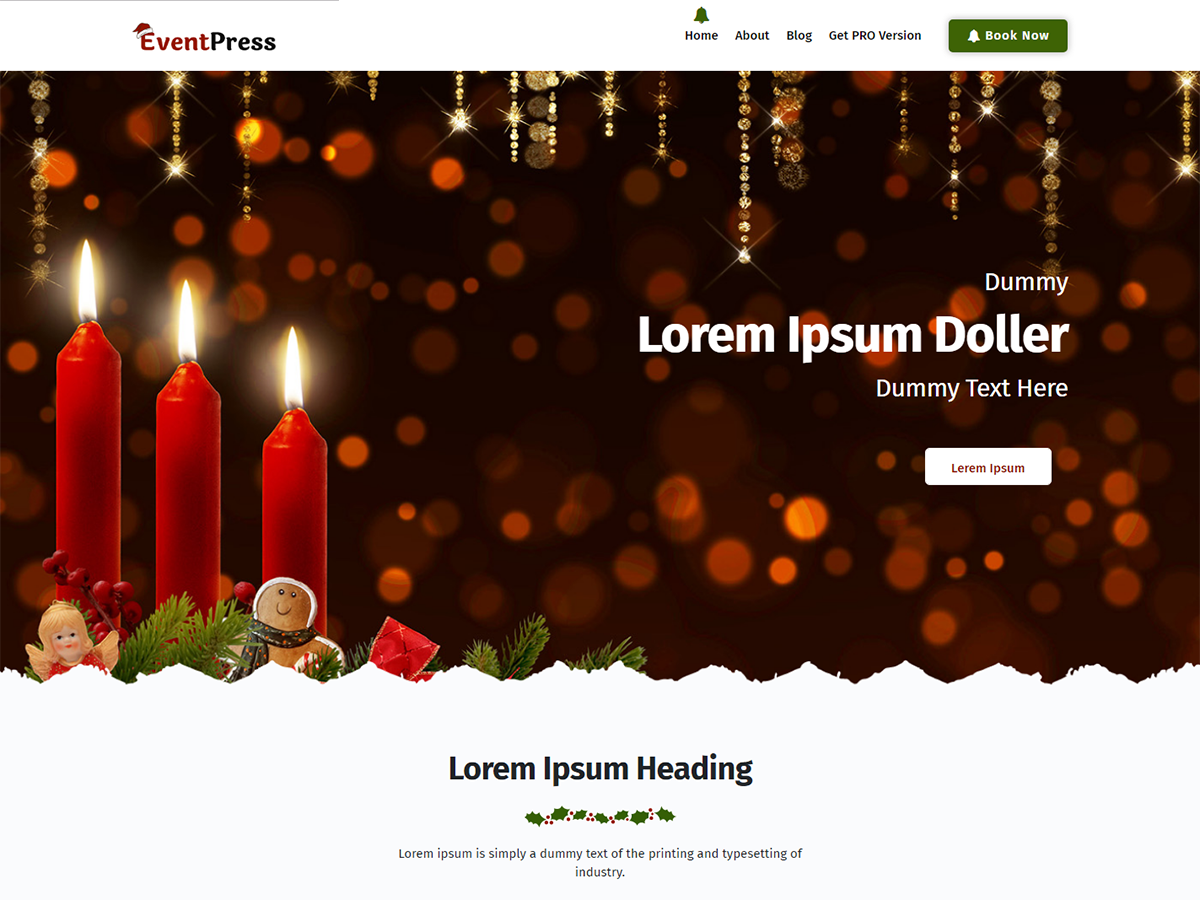 EventPress
Home About Blog Get PRO Version Book Now
Dummy
Lorem Ipsum Doller
Dummy Text Here
Lerem Ipsum
Lorem Ipsum Heading
Lorem ipsum is simply a dummy text of the printing and typesetting of
industry.